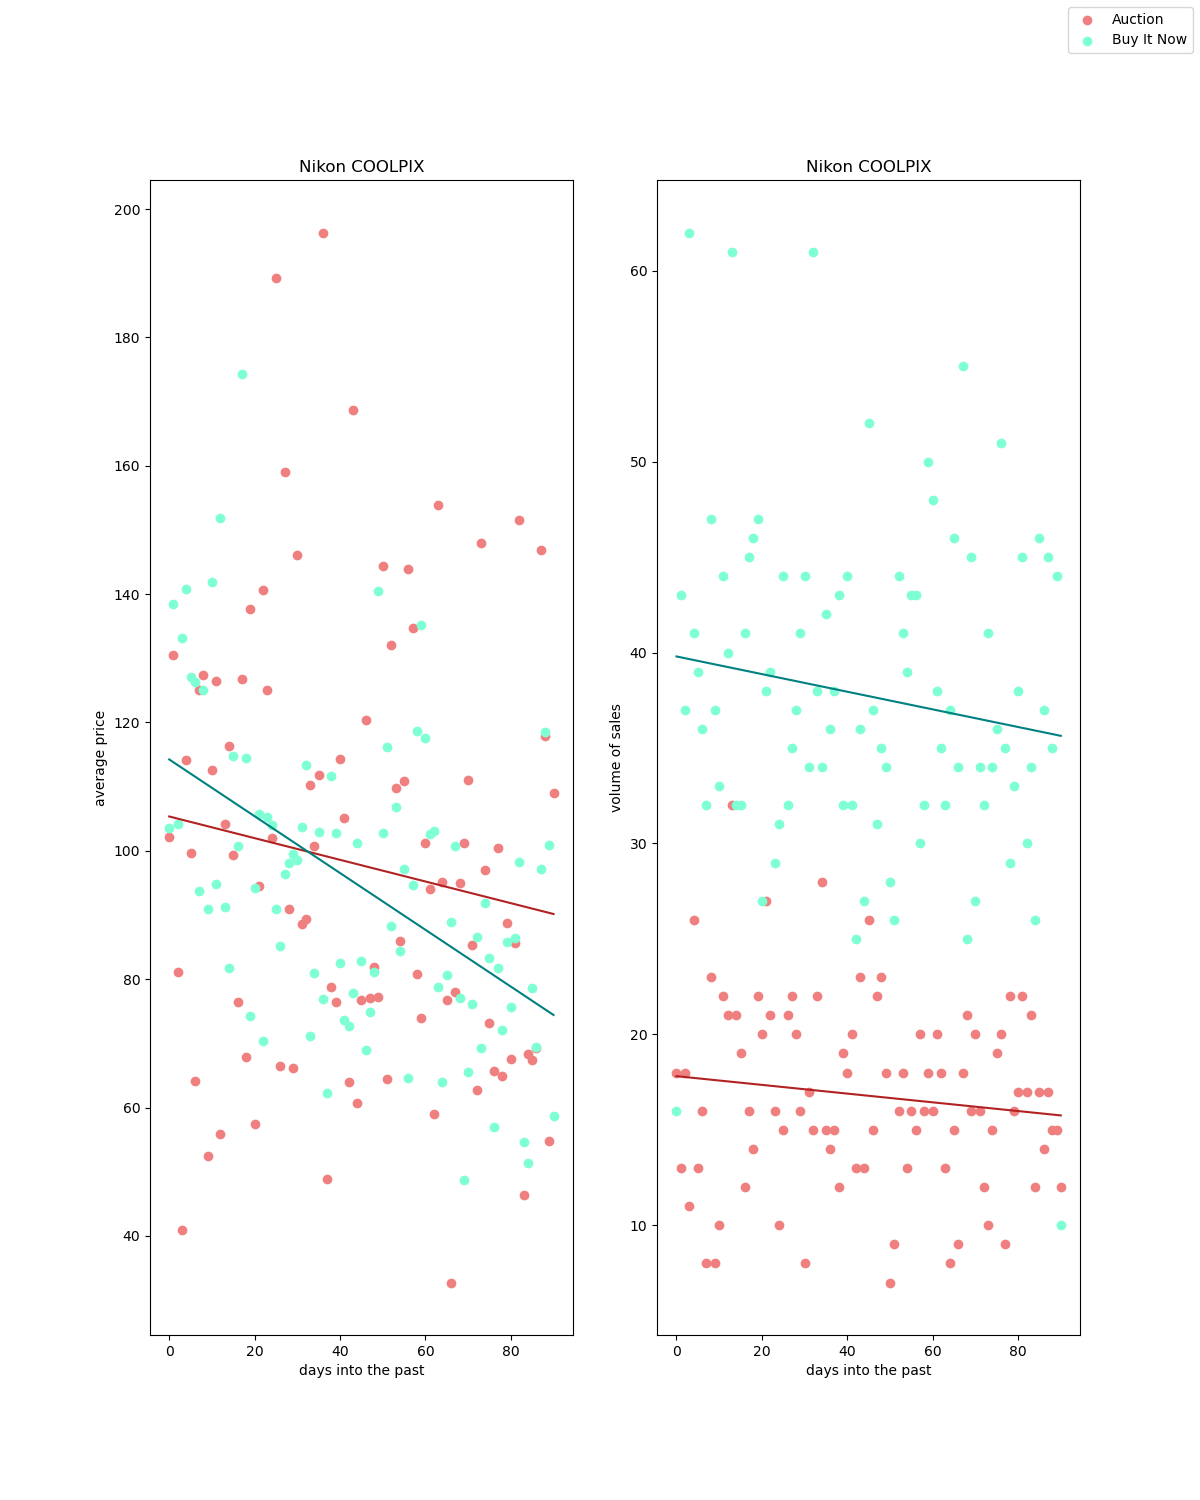 Auction
Buy It Now
Nikon COOLPIX
average price
200
180
160
140
120
100
80
60
40
0 20 40 60 80
days into the past
Nikon COOLPIX
volume of sales
60
50
40
30
20
10
0 20 40 60 80
days into the past